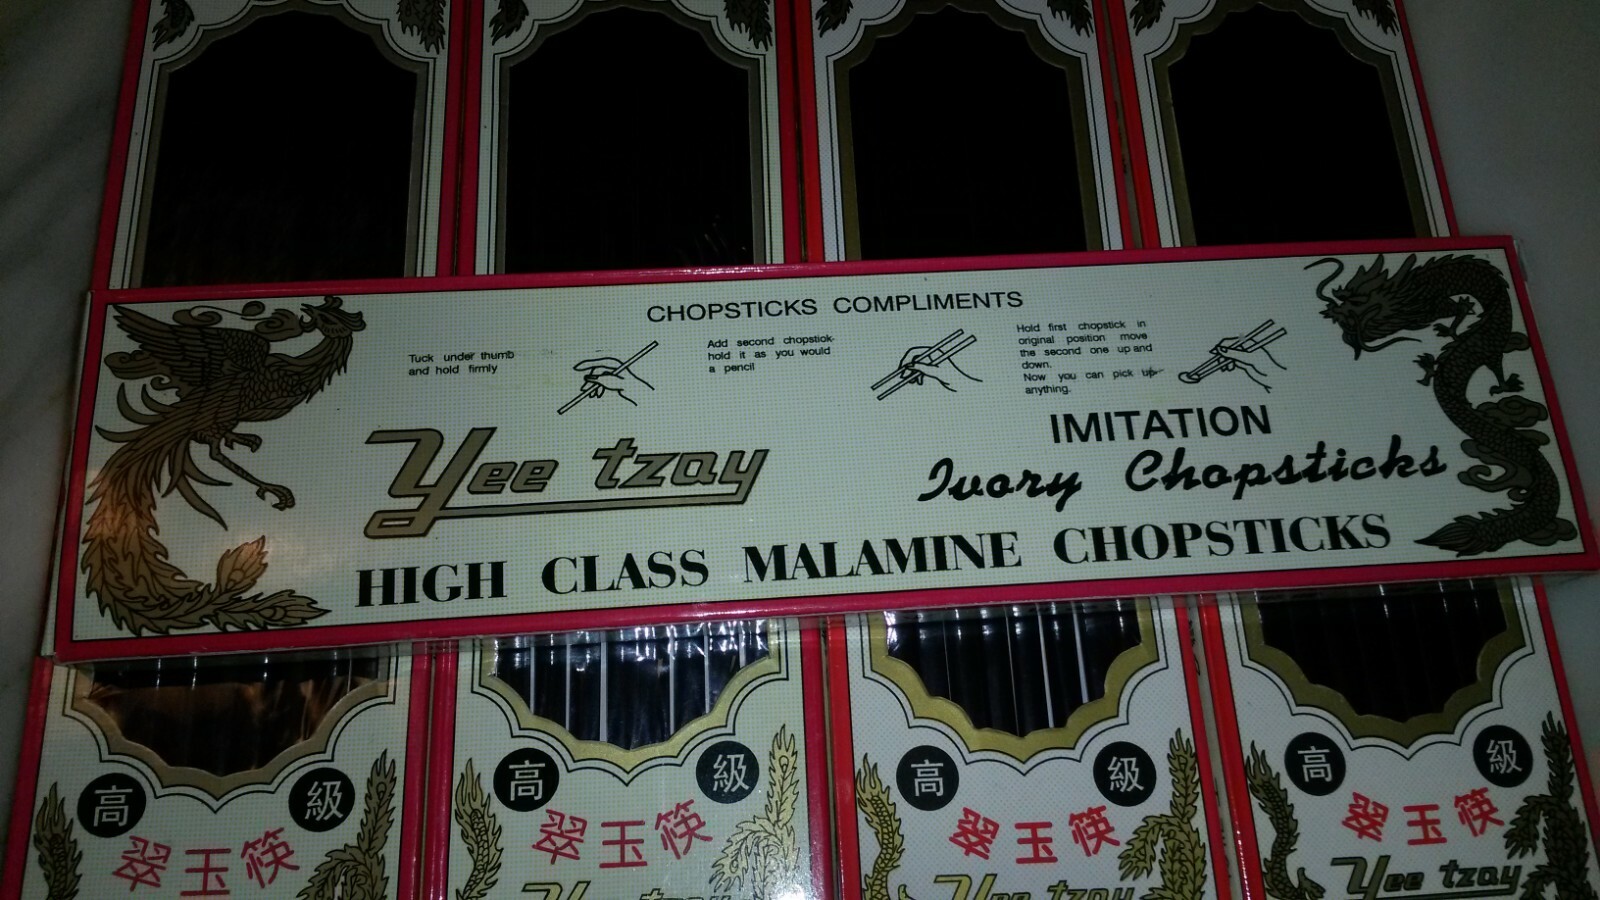 CHOPSTICKS COMPLIMENTS
Tuck under thumb
and hold firmly
Add second chopstick-
hold it as you would
a pencil
Hold first chopstick in
original position move
the second one up and
down.
Now you can pick up
anything.
Yee tzay
IMITATION
Ivory Chopsticks
HIGH CLASS MALAMINE CHOPSTICKS
高 級
翠玉筷
高 級
翠玉筷
Yee tzay
高 級
翠玉筷
Yee tzay
高 級
翠玉筷
Yee tzay